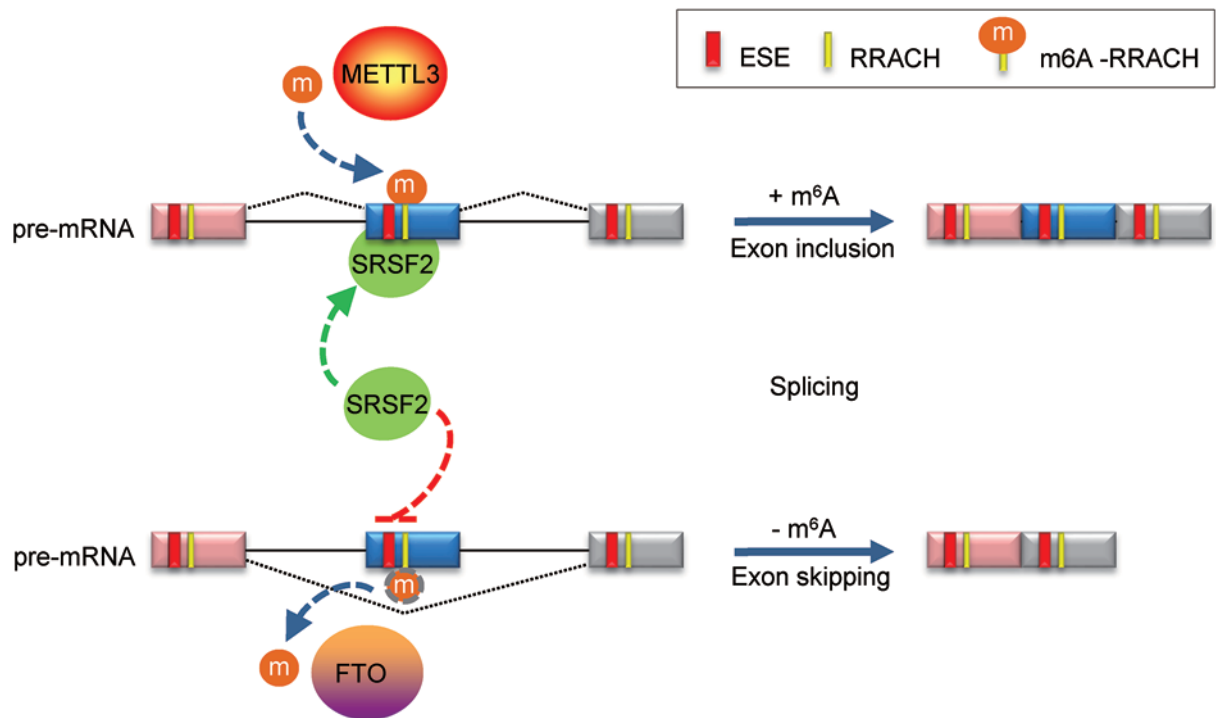 m
METTL3
ESE
RRACH
m
m6A -RRACH
m
pre-mRNA
SRSF2
+ m⁶A
Exon inclusion
SRSF2
Splicing
pre-mRNA
- m⁶A
Exon skipping
m
m
FTO